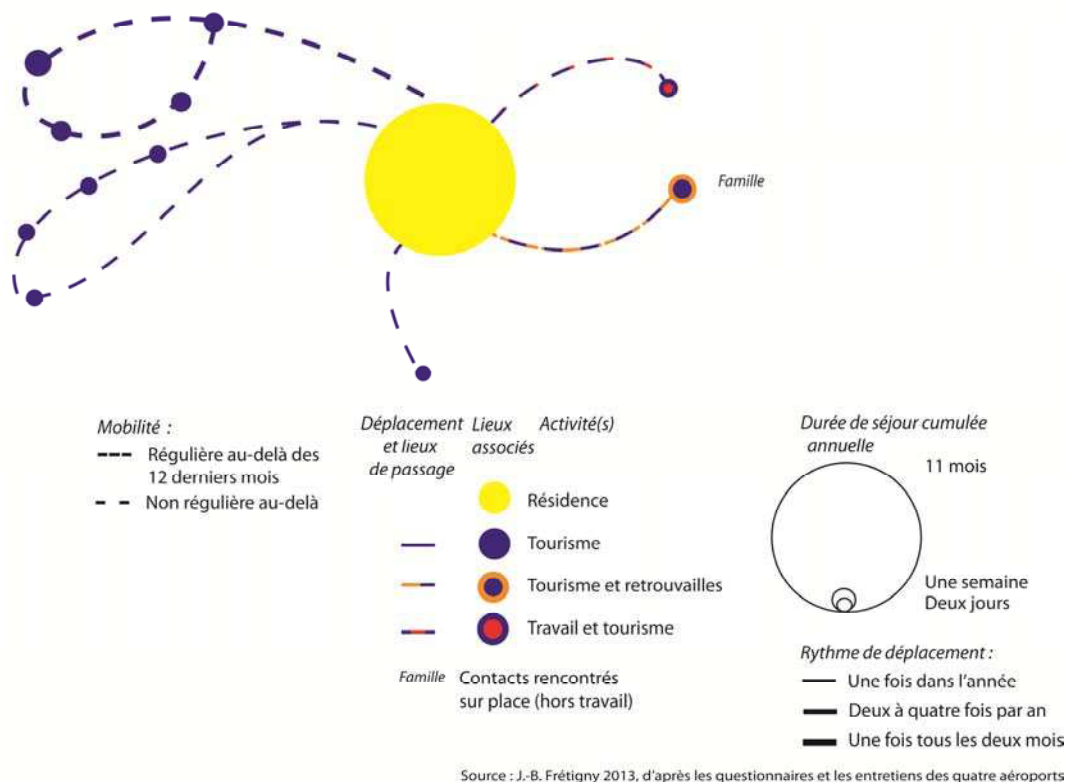 Famille
Mobilité :
Régulière au-delà des
12 derniers mois
Non régulière au-delà
Déplacement
et lieux
de passage
Lieux
associés
Activité(s)
Résidence
Tourisme
Tourisme et retrouvailles
Travail et tourisme
Famille
Contacts rencontrés
sur place (hors travail)
Durée de séjour cumulée
annuelle
11 mois
Une semaine
Deux jours
Rythme de déplacement :
Une fois dans l'année
Deux à quatre fois par an
Une fois tous les deux mois
Source : J.-B. Frétigny 2013, d'après les questionnaires et les entretiens des quatre aéroports